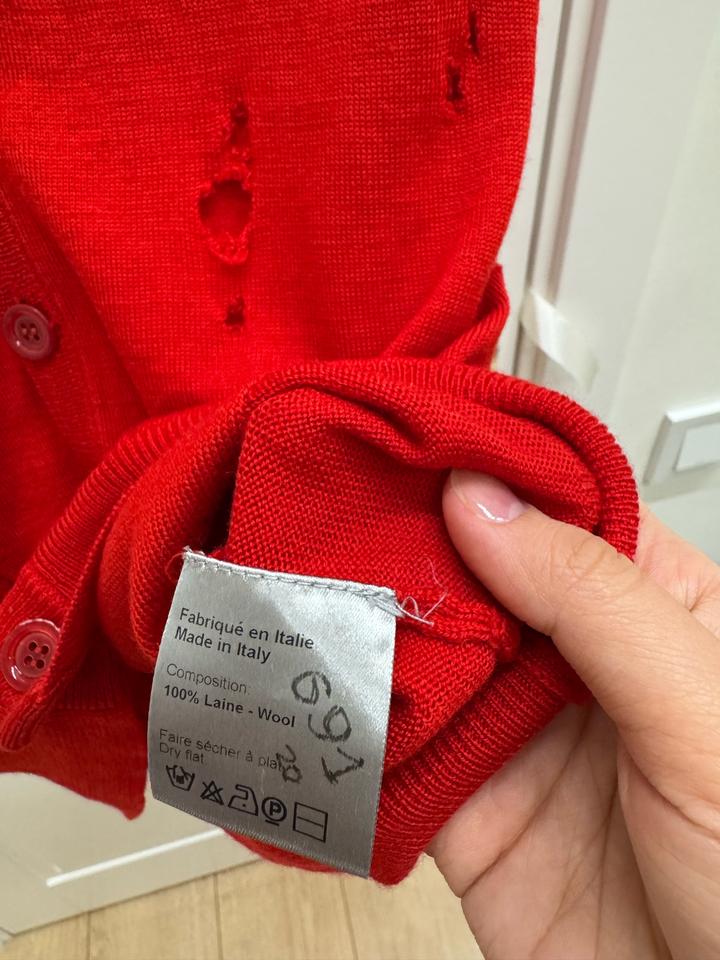 Fabriqué en Italie
Made in Italy
Composition:
100% Laine - Wool
Faire sécher à plat
Dry flat
P